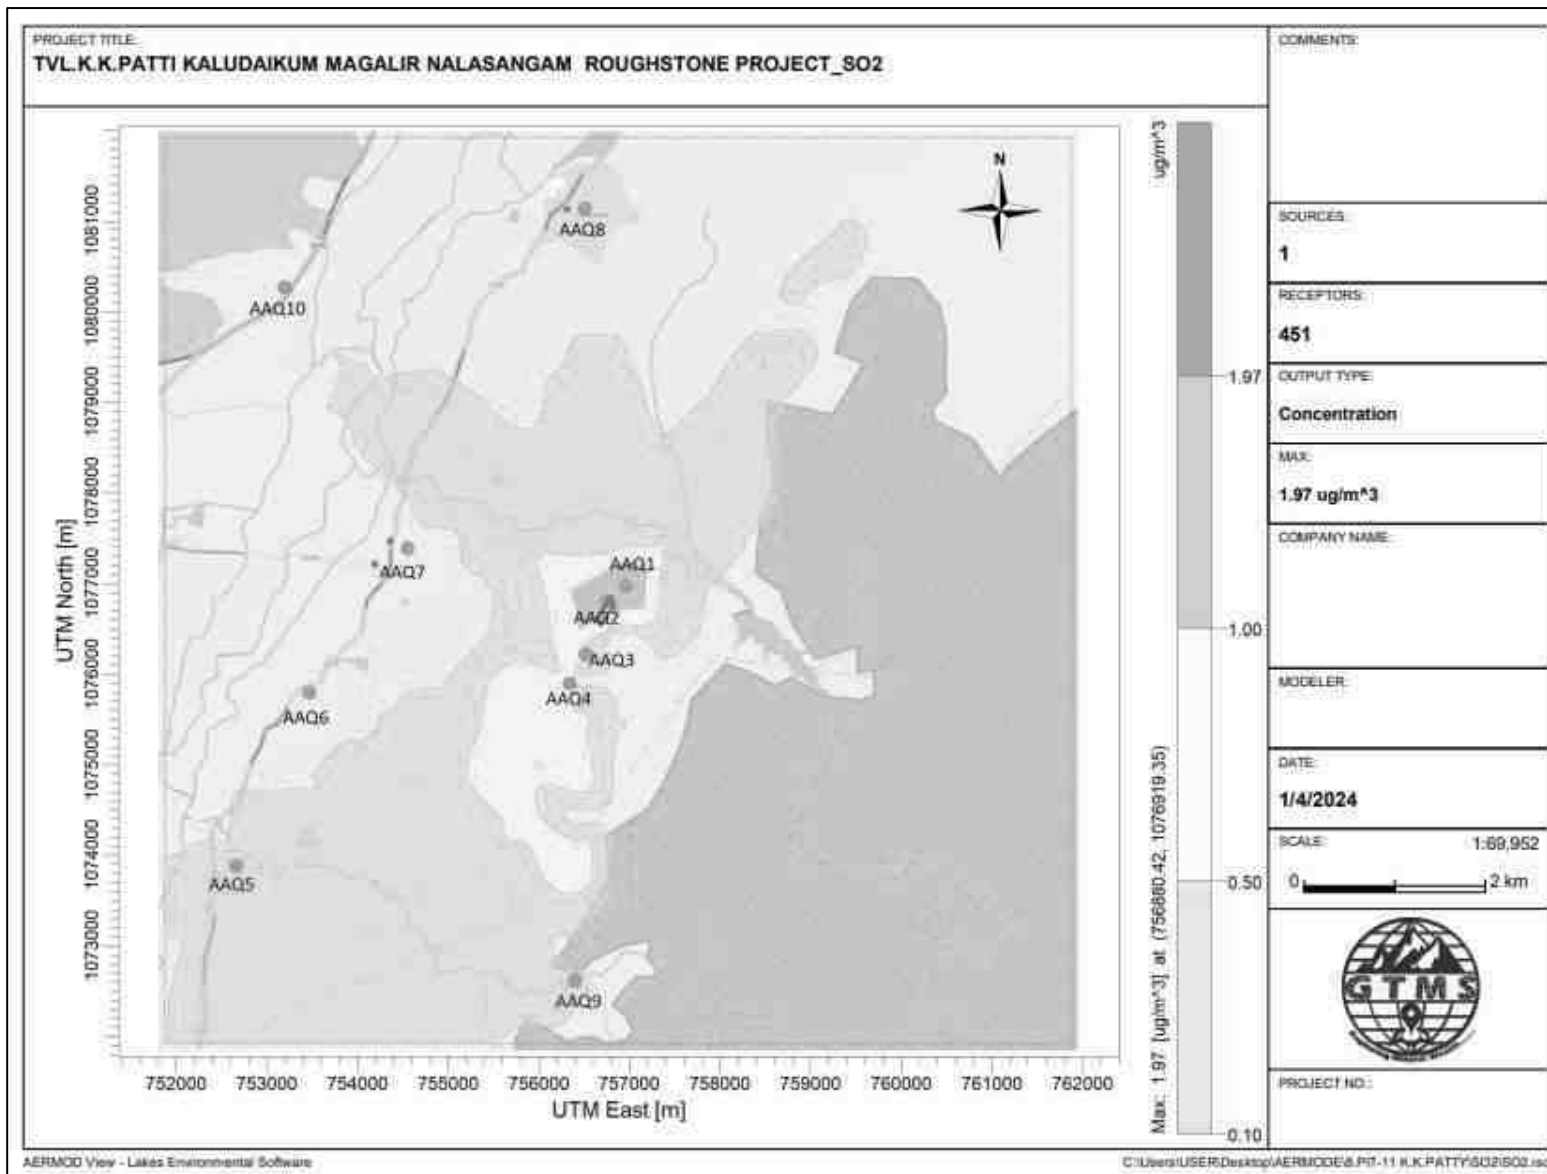 PROJECT TITLE:
TVL.K.K.PATTI KALUDAIKUM MAGALIR NALASANGAM ROUGHSTONE PROJECT_SO2
COMMENTS:
SOURCES:
1
RECEPTORS:
451
OUTPUT TYPE:
Concentration
MAX:
1.97 ug/m^3
COMPANY NAME:
MODELER:
DATE:
1/4/2024
SCALE:
1:69,952
0
2 km
GTMS
PROJECT NO.:
N
AAQ8
AAQ10
AAQ1
AAQ7
AAQ2
AAQ3
AAQ4
AAQ6
AAQ5
AAQ9
UTM North [m]
1081000
1080000
1079000
1078000
1077000
1076000
1075000
1074000
1073000
752000 753000 754000 755000 756000 757000 758000 759000 760000 761000 762000
UTM East [m]
ug/m^3
1.97
1.00
0.50
0.10
Max: 1.97 [ug/m^3] at (756880.42, 1076919.35)
AERMOD View - Lakes Environmental Software